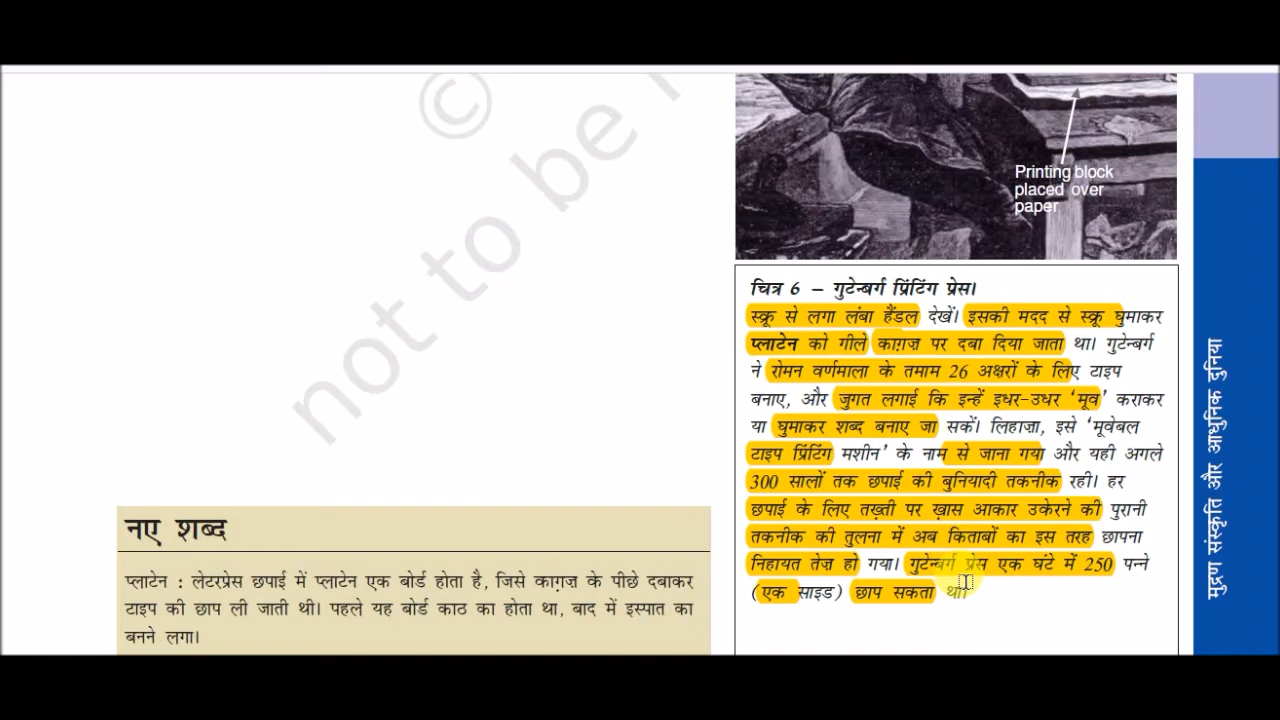 ©
not to be r
Printing block
placed over
paper
चित्र 6 – गुटेन्बर्ग प्रिंटिंग प्रेस।
स्क्रू से लगा लंबा हैंडल देखें। इसकी मदद से स्क्रू घुमाकर
प्लाटेन को गीले काग़ज़ पर दबा दिया जाता था। गुटेन्बर्ग
ने रोमन वर्णमाला के तमाम 26 अक्षरों के लिए टाइप
बनाए, और जुगत लगाई कि इन्हें इधर-उधर ‘मूव’ कराकर
या घुमाकर शब्द बनाए जा सकें। लिहाज़ा, इसे ‘मूवेबल
टाइप प्रिंटिंग मशीन’ के नाम से जाना गया और यही अगले
300 सालों तक छपाई की बुनियादी तकनीक रही। हर
छपाई के लिए तख़्ती पर ख़ास आकार उकेरने की पुरानी
तकनीक की तुलना में अब किताबों का इस तरह छापना
निहायत तेज़ हो गया। गुटेन्बर्ग प्रेस एक घंटे में 250 पन्ने
(एक साइड) छाप सकता था।
नए शब्द
प्लाटेन : लेटरप्रेस छपाई में प्लाटेन एक बोर्ड होता है, जिसे काग़ज़ के पीछे दबाकर
टाइप की छाप ली जाती थी। पहले यह बोर्ड काठ का होता था, बाद में इस्पात का
बनने लगा।
मुद्रण संस्कृति और आधुनिक दुनिया